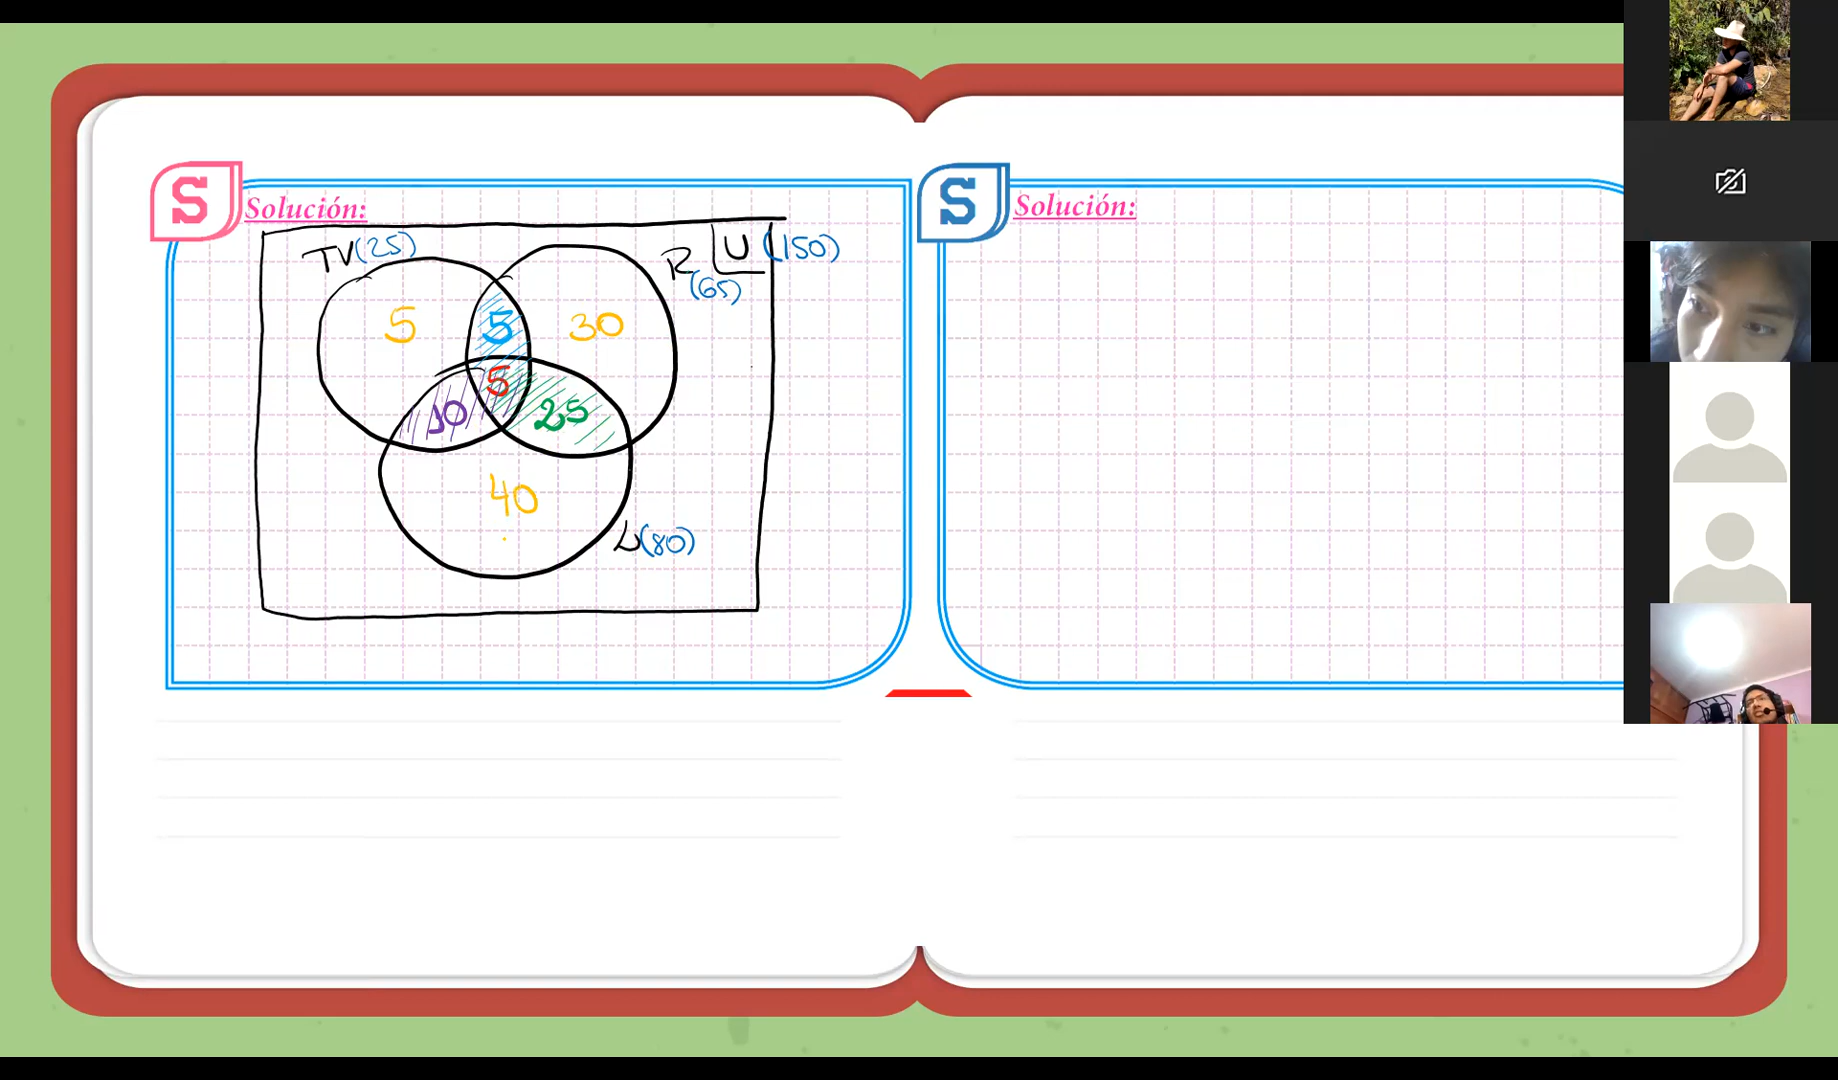 S
Solución:
TV(25)
R
(65)
U (150)
5
5
30
5
10
25
40
(80)
S
Solución: